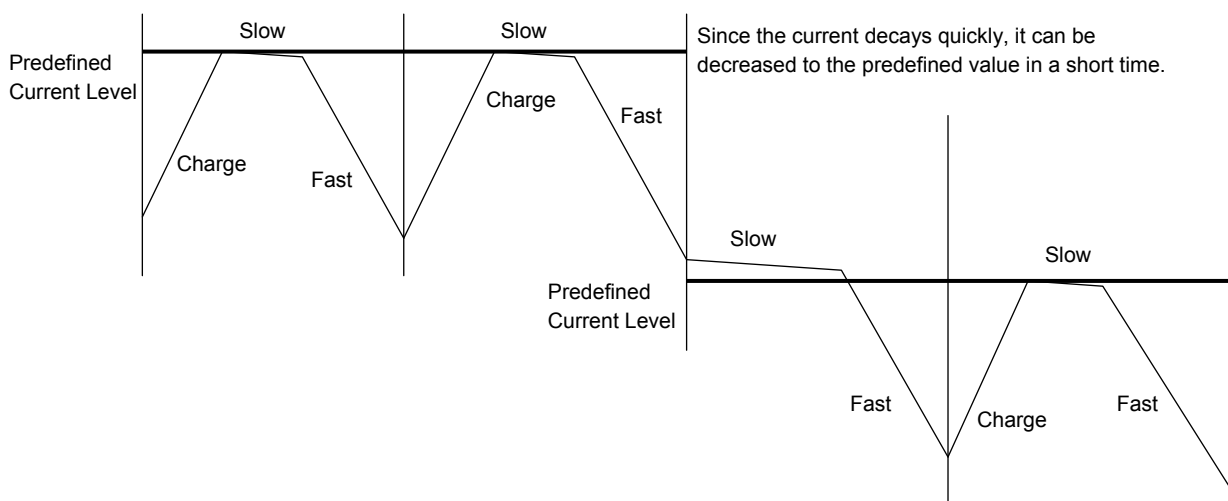 Slow
Slow
Since the current decays quickly, it can be
decreased to the predefined value in a short time.
Predefined
Current Level
Charge
Fast
Charge
Fast
Slow
Slow
Predefined
Current Level
Fast
Charge
Fast